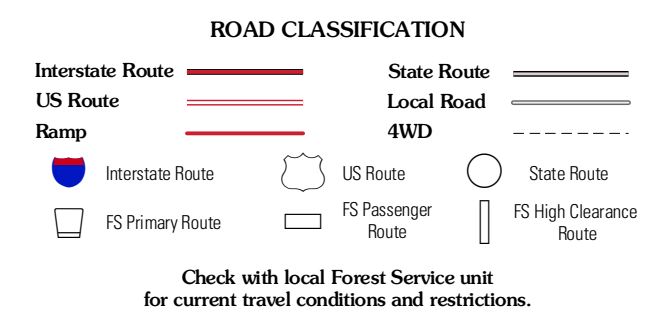 ROAD CLASSIFICATION
Interstate Route
State Route
US Route
Local Road
Ramp
4WD
Interstate Route
US Route
State Route
FS Primary Route
FS Passenger
Route
FS High Clearance
Route
Check with local Forest Service unit
for current travel conditions and restrictions.